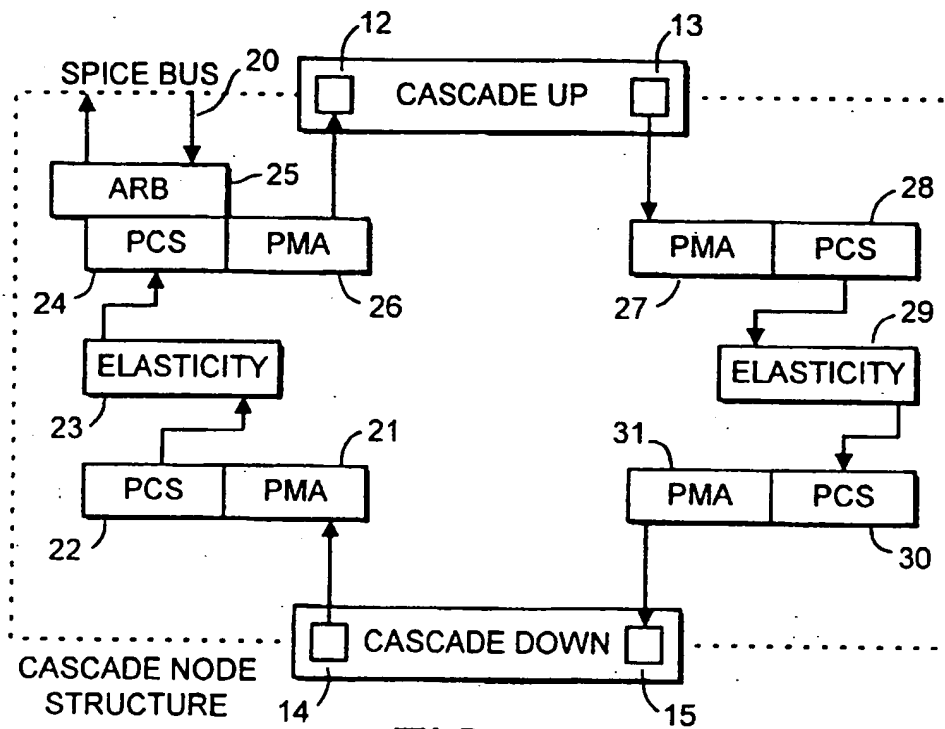 12
13
SPICE BUS
20
CASCADE UP
ARB
25
28
PCS
PMA
PMA
PCS
24
26
27
29
ELASTICITY
ELASTICITY
23
21
31
PCS
PMA
PMA
PCS
22
30
CASCADE DOWN
CASCADE NODE
STRUCTURE
14
15